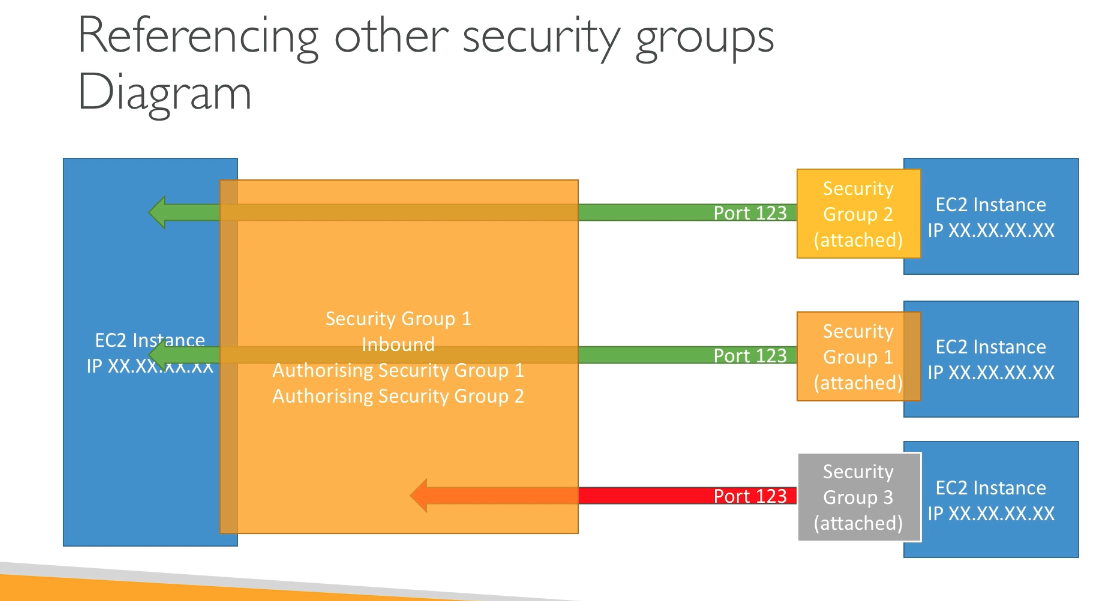 Referencing other security groups
Diagram
EC2 Instance
IP XX.XX.XX.XX
Security Group 1
Inbound
Authorising Security Group 1
Authorising Security Group 2
Port 123
Security
Group 2
(attached)
EC2 Instance
IP XX.XX.XX.XX
Port 123
Security
Group 1
(attached)
EC2 Instance
IP XX.XX.XX.XX
Port 123
Security
Group 3
(attached)
EC2 Instance
IP XX.XX.XX.XX